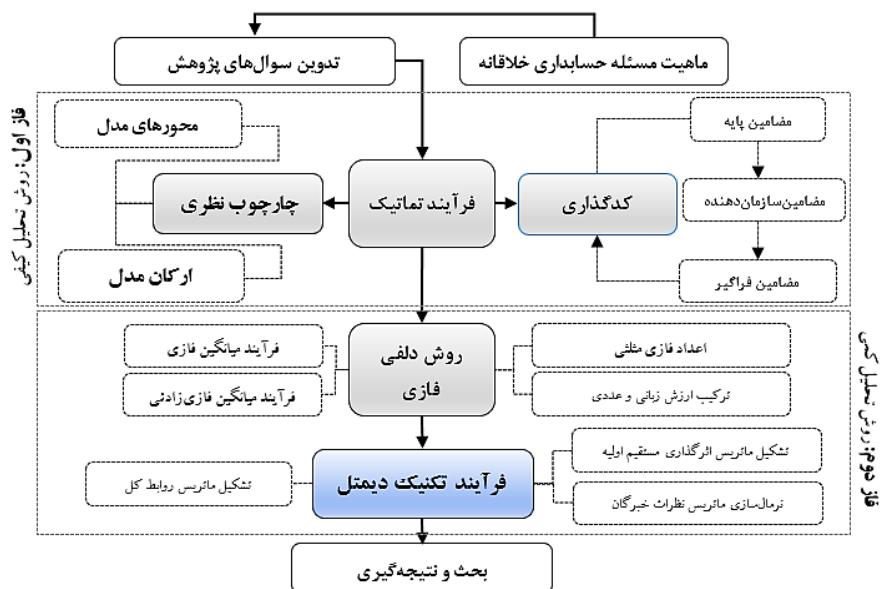 ماهیت مسئله حسابداری خلاقانه
تدوین سوال‌های پژوهش
فاز اول: روش تحلیل کیفی
مضامین پایه
مضامین‌سازمان‌دهنده
مضامین فراگیر
کدگذاری
فرآیند تماتیک
چارچوب نظری
محورهای مدل
ارکان مدل
فاز دوم: روش تحلیل کمی
اعداد فازی مثلثی
ترکیب ارزش زبانی و عددی
روش دلفی
فازی
فرآیند میانگین فازی
فرآیند میانگین فازی‌زادئی
تشکیل ماتریس اثرگذاری مستقیم اولیه
نرمال‌سازی ماتریس نظرات خبرگان
فرآیند تکنیک دیمتل
تشکیل ماتریس روابط کل
بحث و نتیجه‌گیری